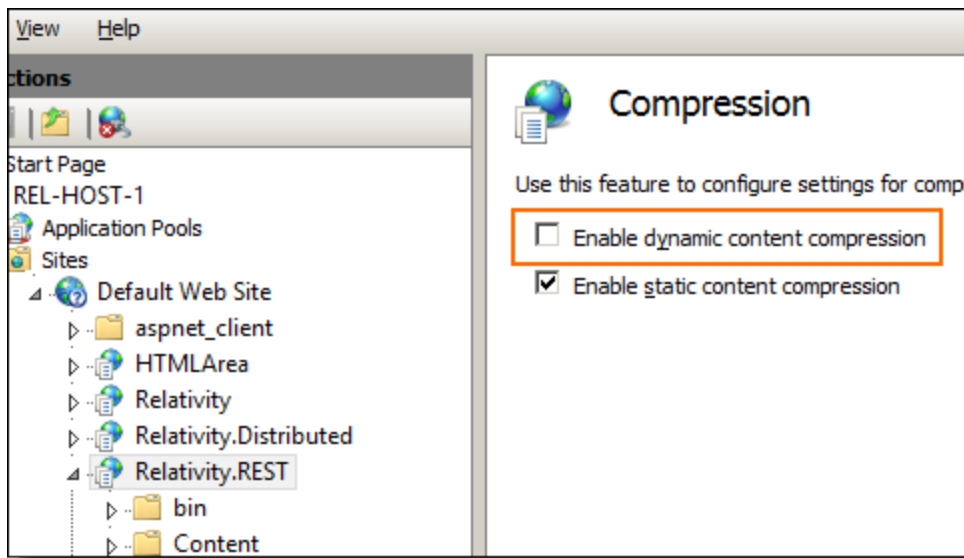 View Help
ctions
Start Page
REL-HOST-1
Application Pools
Sites
Default Web Site
aspnet_client
HTMLArea
Relativity
Relativity.Distributed
Relativity.REST
bin
Content
Compression
Use this feature to configure settings for comp
Enable dynamic content compression
Enable static content compression